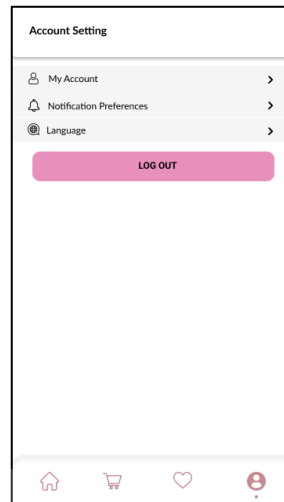 Account Setting
My Account
Notification Preferences
Language
LOG OUT